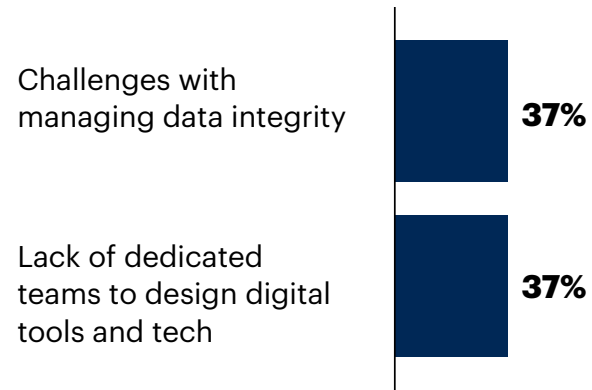 Challenges with
managing data integrity
37%
Lack of dedicated
teams to design digital
tools and tech
37%